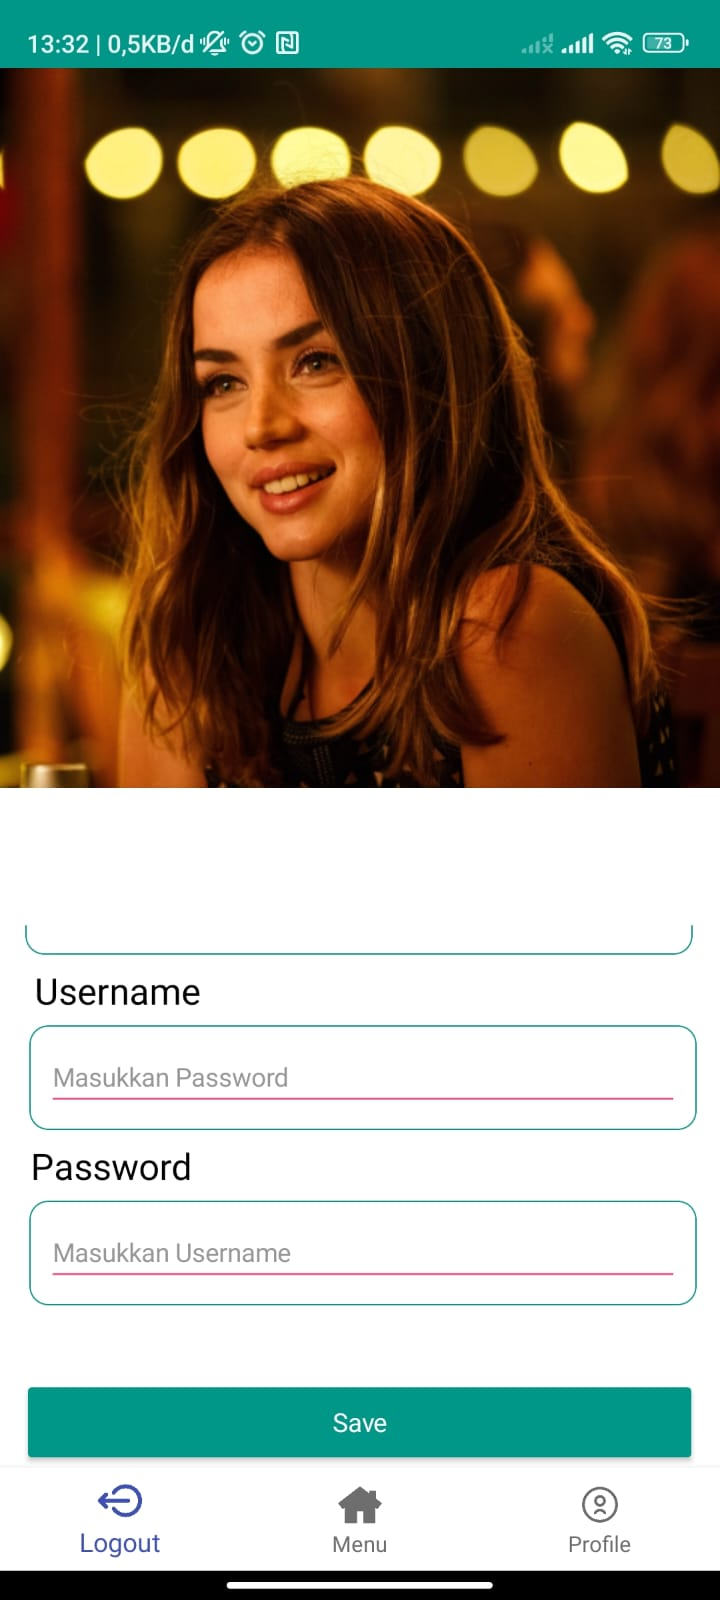 13:32 | 0,5KB/d
73
Username
Masukkan Password
Password
Masukkan Username
Save
Logout
Menu
Profile